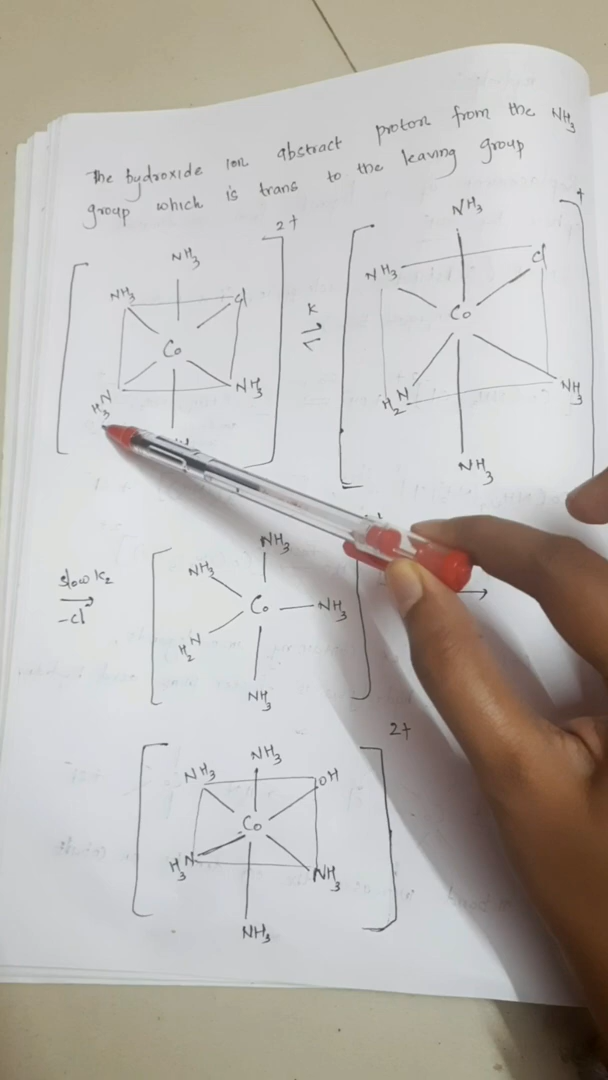 The hydroxide ion abstract proton from the NH3
group which is trans to the leaving group
2+
NH3
NH3
Cl
Co
H3N
NH3
K
⇌
+
NH3
NH3
Cl
Co
H2N
NH3
NH3
slow k2
-Cl-
NH3
NH3
Co
NH3
H2N
NH3
2+
NH3
NH3
OH
Co
H3N
NH3
NH3